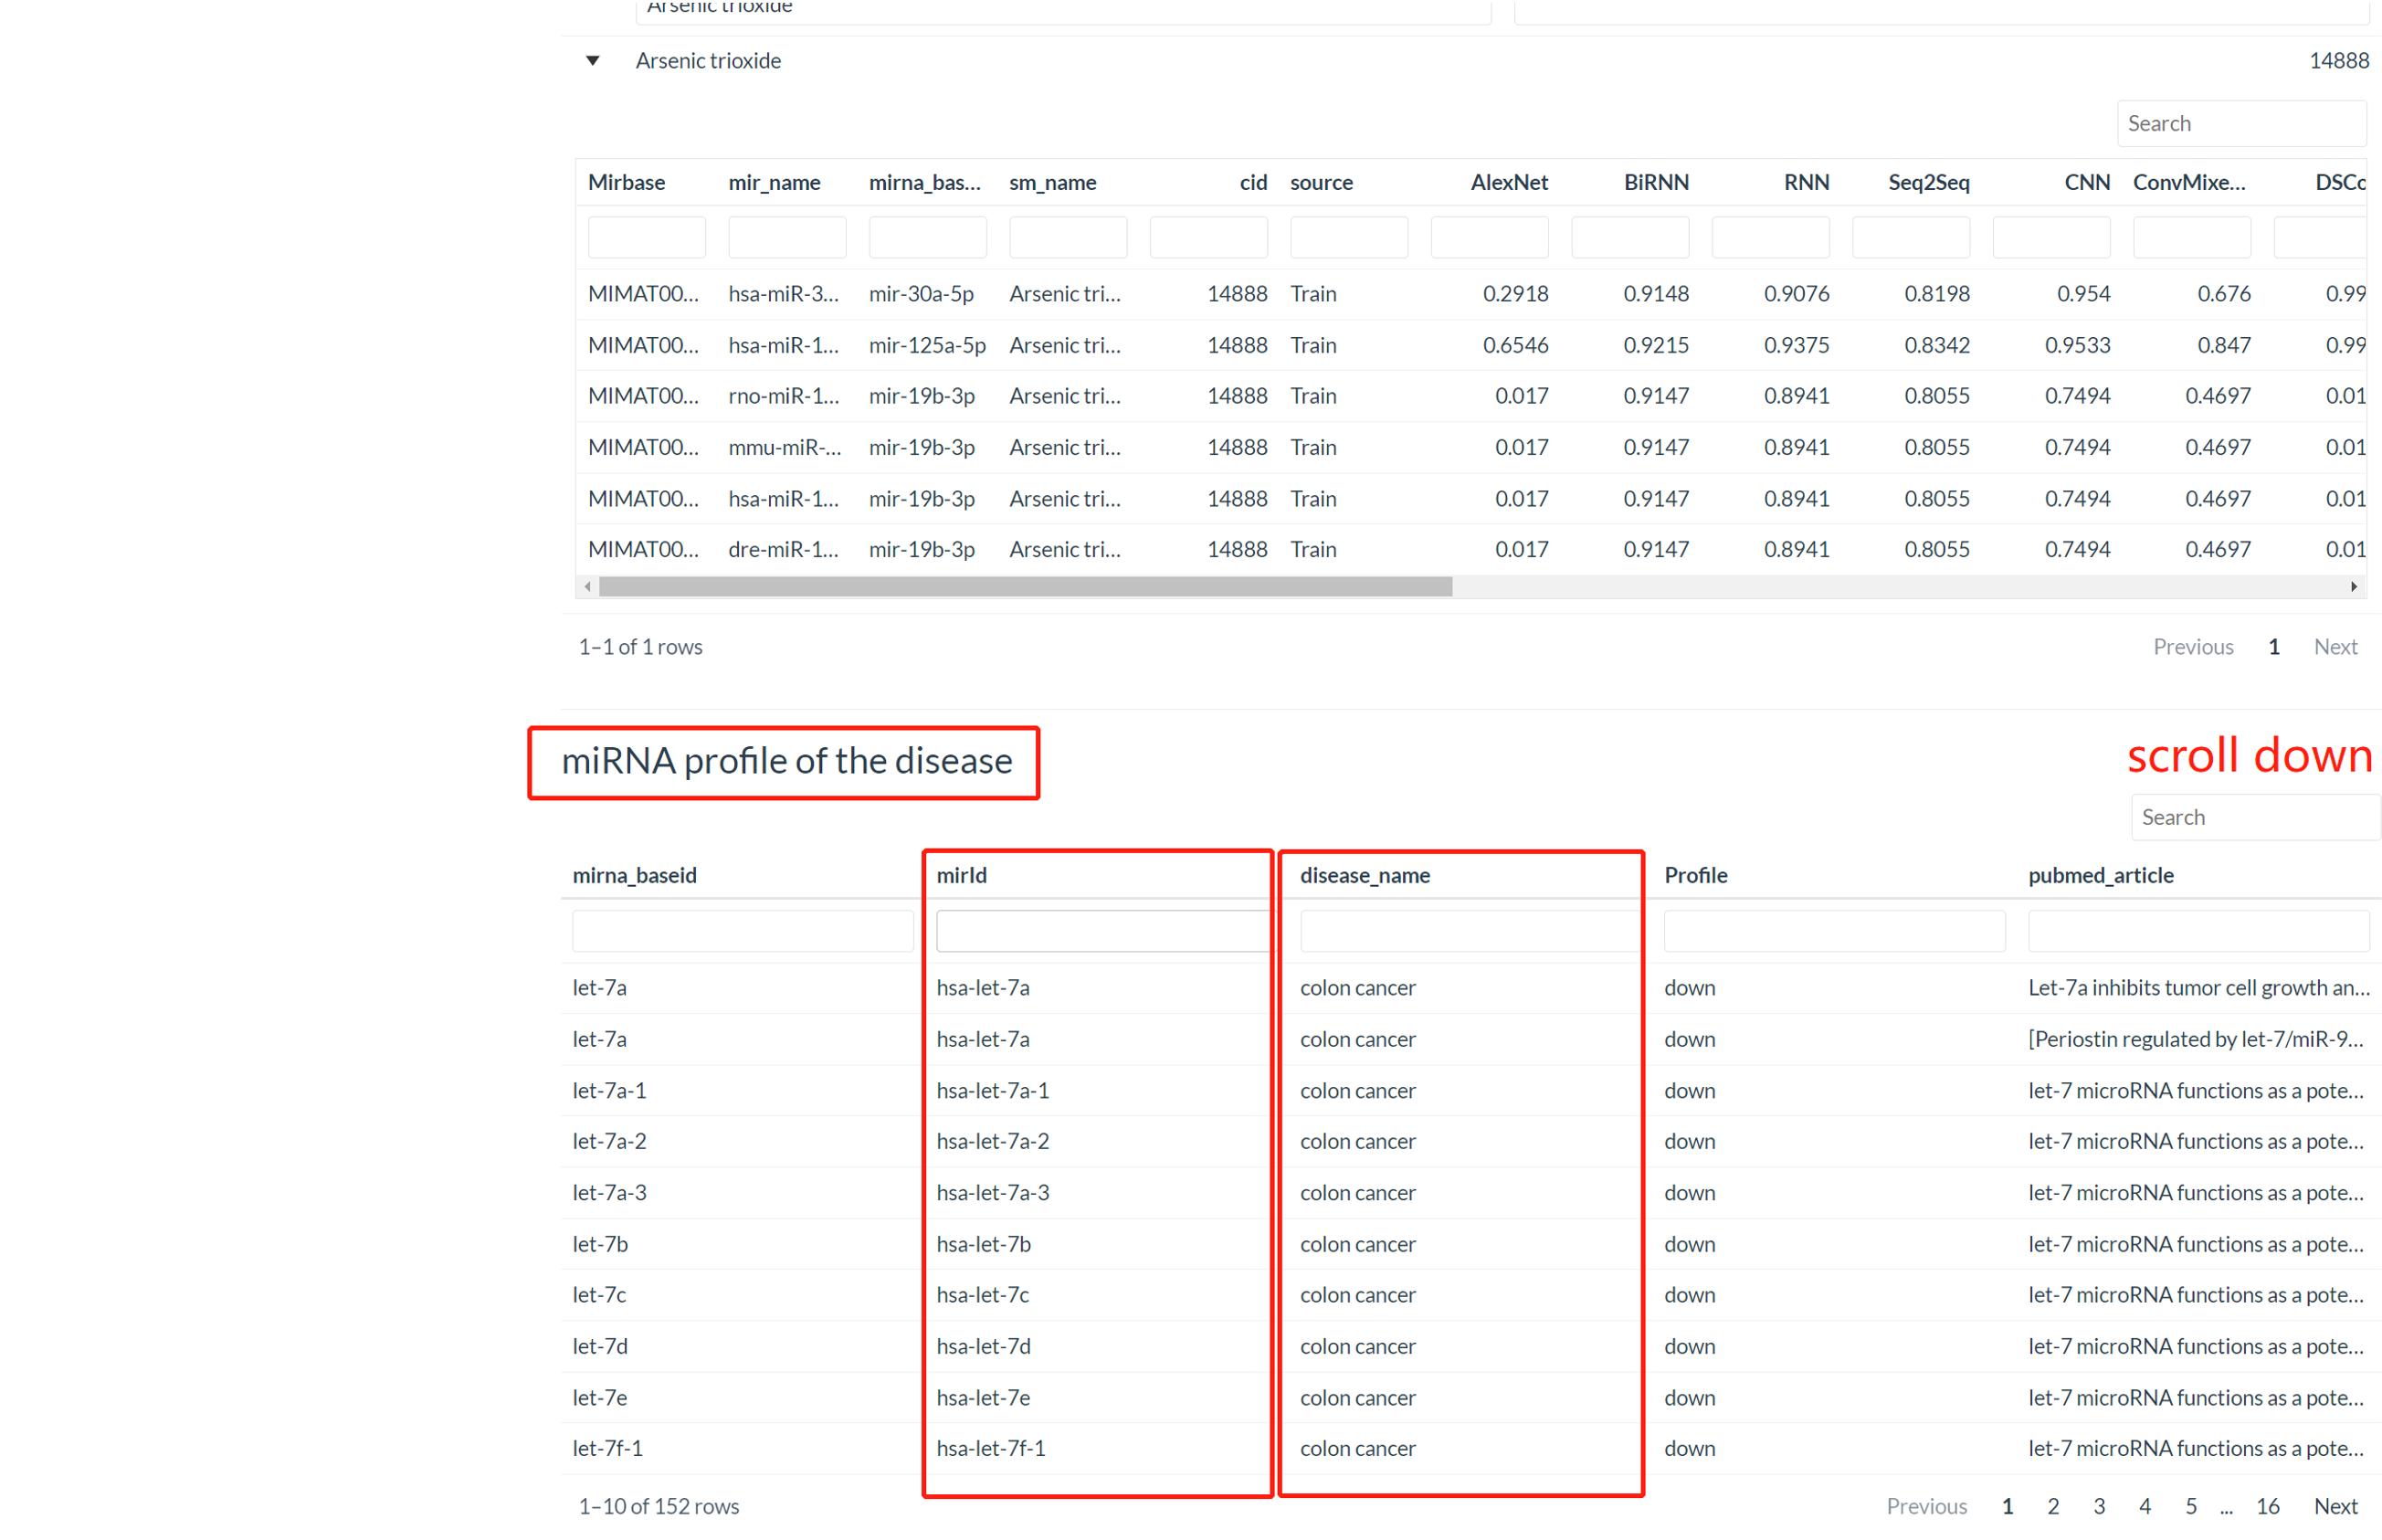 Arsenic trioxide
Arsenic trioxide 14888
Search
Mirbase mir_name mirna_bas... sm_name cid source AlexNet BiRNN RNN Seq2Seq CNN ConvMixe... DSCo
MIMAT00... hsa-miR-3... mir-30a-5p Arsenic tri... 14888 Train 0.2918 0.9148 0.9076 0.8198 0.954 0.676 0.99
MIMAT00... hsa-miR-1... mir-125a-5p Arsenic tri... 14888 Train 0.6546 0.9215 0.9375 0.8342 0.9533 0.847 0.99
MIMAT00... rno-miR-1... mir-19b-3p Arsenic tri... 14888 Train 0.017 0.9147 0.8941 0.8055 0.7494 0.4697 0.01
MIMAT00... mmu-miR-... mir-19b-3p Arsenic tri... 14888 Train 0.017 0.9147 0.8941 0.8055 0.7494 0.4697 0.01
MIMAT00... hsa-miR-1... mir-19b-3p Arsenic tri... 14888 Train 0.017 0.9147 0.8941 0.8055 0.7494 0.4697 0.01
MIMAT00... dre-miR-1... mir-19b-3p Arsenic tri... 14888 Train 0.017 0.9147 0.8941 0.8055 0.7494 0.4697 0.01
1–1 of 1 rows Previous 1 Next
miRNA profile of the disease scroll down
Search
mirna_baseid mirId disease_name Profile pubmed_article
let-7a hsa-let-7a colon cancer down Let-7a inhibits tumor cell growth an...
let-7a hsa-let-7a colon cancer down [Periostin regulated by let-7/miR-9...
let-7a-1 hsa-let-7a-1 colon cancer down let-7 microRNA functions as a pote...
let-7a-2 hsa-let-7a-2 colon cancer down let-7 microRNA functions as a pote...
let-7a-3 hsa-let-7a-3 colon cancer down let-7 microRNA functions as a pote...
let-7b hsa-let-7b colon cancer down let-7 microRNA functions as a pote...
let-7c hsa-let-7c colon cancer down let-7 microRNA functions as a pote...
let-7d hsa-let-7d colon cancer down let-7 microRNA functions as a pote...
let-7e hsa-let-7e colon cancer down let-7 microRNA functions as a pote...
let-7f-1 hsa-let-7f-1 colon cancer down let-7 microRNA functions as a pote...
1–10 of 152 rows Previous 1 2 3 4 5 ... 16 Next